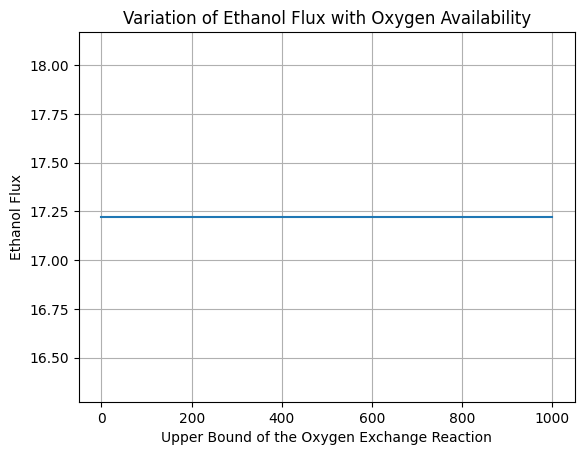 Variation of Ethanol Flux with Oxygen Availability
18.00
17.75
17.50
17.25
17.00
16.75
16.50
Ethanol Flux
0 200 400 600 800 1000
Upper Bound of the Oxygen Exchange Reaction